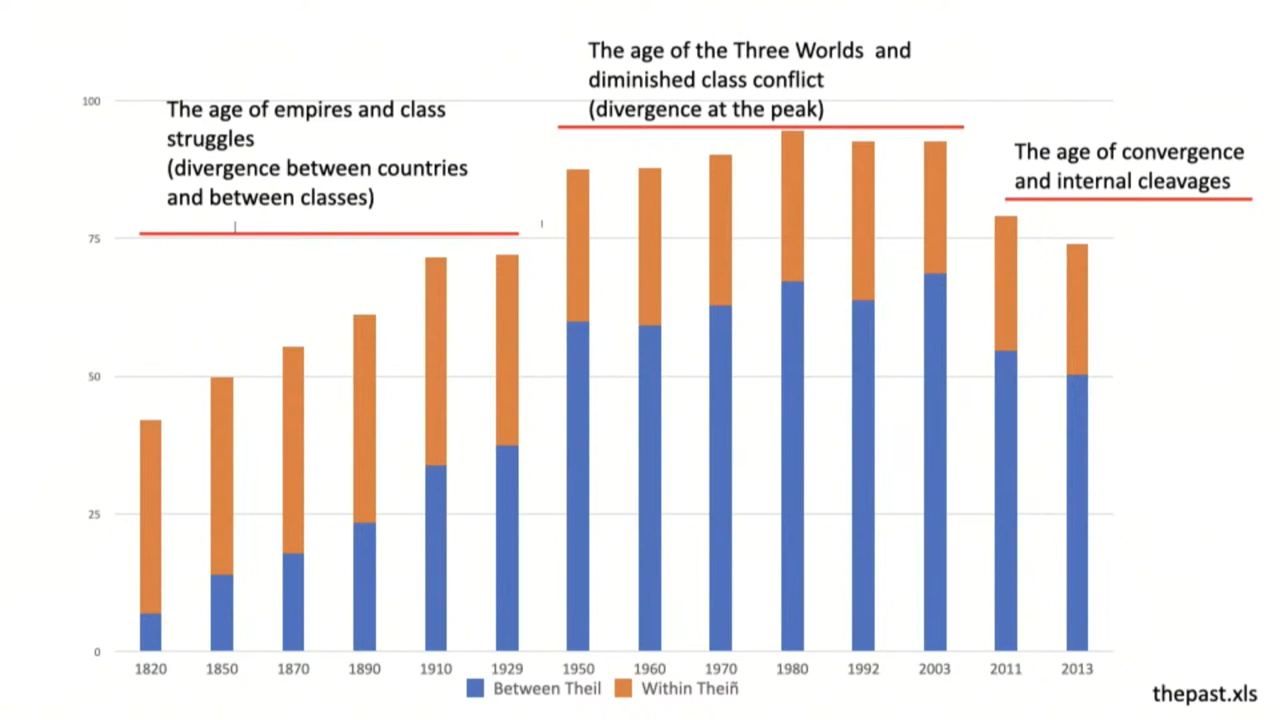 The age of the Three Worlds and
diminished class conflict
(divergence at the peak)
100
The age of empires and class
struggles
(divergence between countries
and between classes)
The age of convergence
and internal cleavages
75
50
25
0
1820 1850 1870 1890 1910 1929 1950 1960 1970 1980 1992 2003 2011 2013
Between Theil Within Theiñ
thepast.xls